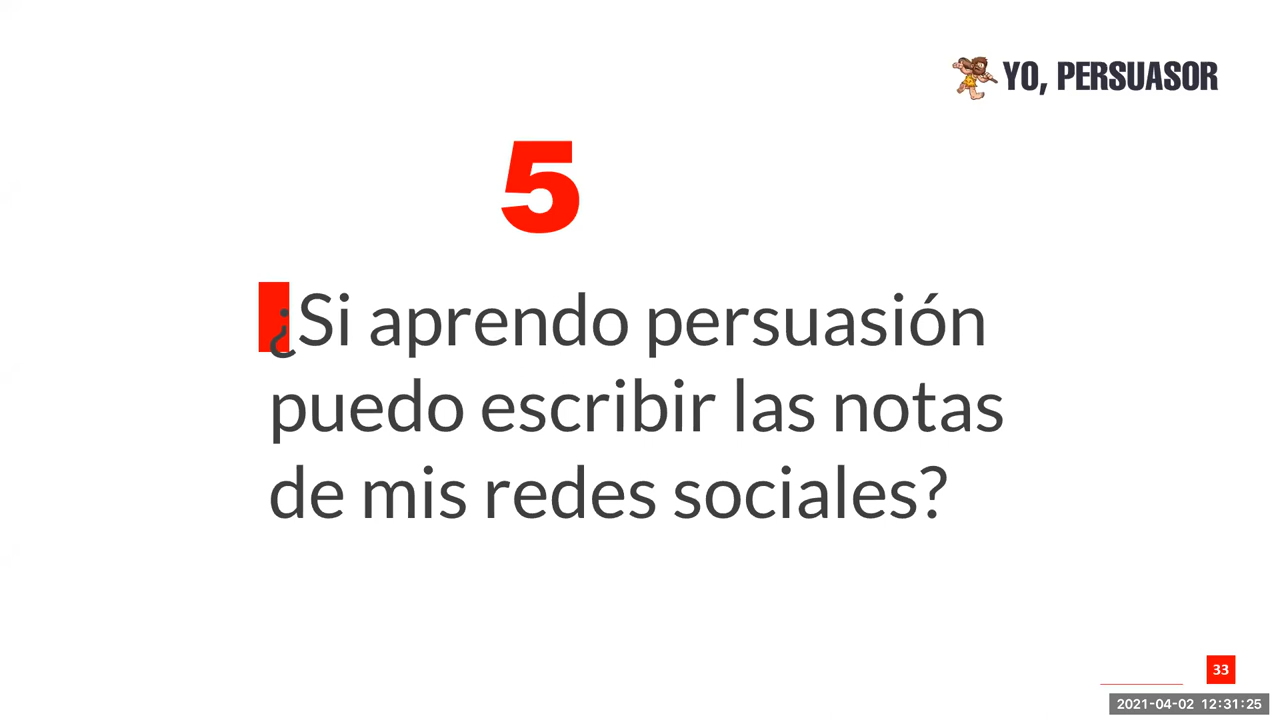 YO, PERSUASOR
5
¿Si aprendo persuasión
puedo escribir las notas
de mis redes sociales?
33
2021-04-02 12:31:25